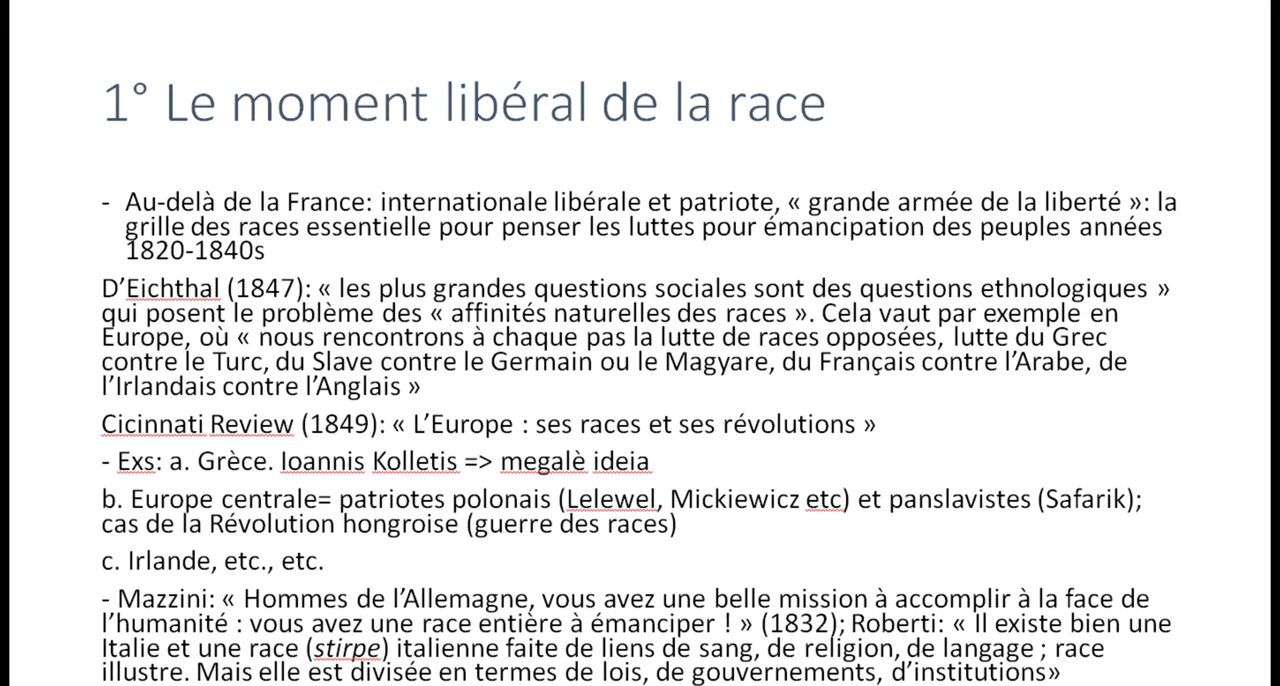 1° Le moment libéral de la race
- Au-delà de la France: internationale libérale et patriote, « grande armée de la liberté »: la
grille des races essentielle pour penser les luttes pour émancipation des peuples années
1820-1840s
D’Eichthal (1847): « les plus grandes questions sociales sont des questions ethnologiques »
qui posent le problème des « affinités naturelles des races ». Cela vaut par exemple en
Europe, où « nous rencontrons à chaque pas la lutte de races opposées, lutte du Grec
contre le Turc, du Slave contre le Germain ou le Magyare, du Français contre l’Arabe, de
l’Irlandais contre l’Anglais »
Cicinnati Review (1849): « L’Europe : ses races et ses révolutions »
- Exs: a. Grèce. Ioannis Kolletis => megalè ideia
b. Europe centrale= patriotes polonais (Lelewel, Mickiewicz etc) et panslavistes (Safarik);
cas de la Révolution hongroise (guerre des races)
c. Irlande, etc., etc.
- Mazzini: « Hommes de l’Allemagne, vous avez une belle mission à accomplir à la face de
l’humanité : vous avez une race entière à émanciper ! » (1832); Roberti: « Il existe bien une
Italie et une race (stirpe) italienne faite de liens de sang, de religion, de langage ; race
illustre. Mais elle est divisée en termes de lois, de gouvernements, d’institutions»